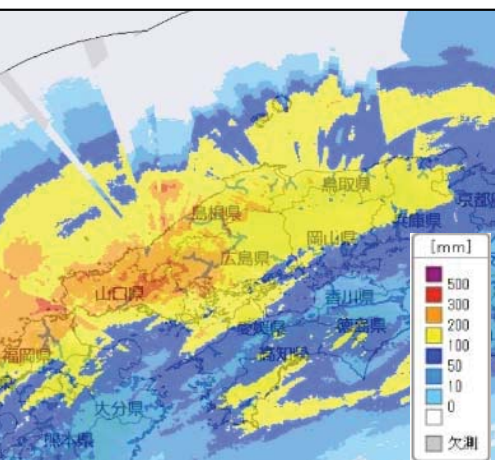 鳥取県
京都
島根県
兵庫県
岡山県
広島県
山口県
香川県
愛媛県
徳島県
高知県
福岡県
大分県
熊本県
[mm]
500
300
200
100
50
10
0
欠測